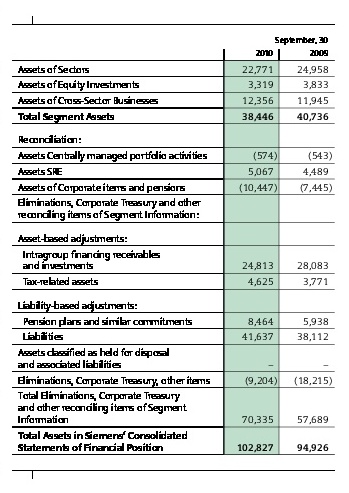 September, 30
2010 2009
Assets of Sectors 22,771 24,958
Assets of Equity Investments 3,319 3,833
Assets of Cross-Sector Businesses 12,356 11,945
Total Segment Assets 38,446 40,736
Reconciliation:
Assets Centrally managed portfolio activities (574) (543)
Assets SRE 5,067 4,489
Assets of Corporate items and pensions (10,447) (7,445)
Eliminations, Corporate Treasury and other
reconciling items of Segment Information:
Asset-based adjustments:
Intragroup financing receivables
and investments 24,813 28,083
Tax-related assets 4,625 3,771
Liability-based adjustments:
Pension plans and similar commitments 8,464 5,938
Liabilities 41,637 38,112
Assets classified as held for disposal
and associated liabilities – –
Eliminations, Corporate Treasury, other items (9,204) (18,215)
Total Eliminations, Corporate Treasury
and other reconciling items of Segment
Information 70,335 57,689
Total Assets in Siemens' Consolidated
Statements of Financial Position 102,827 94,926